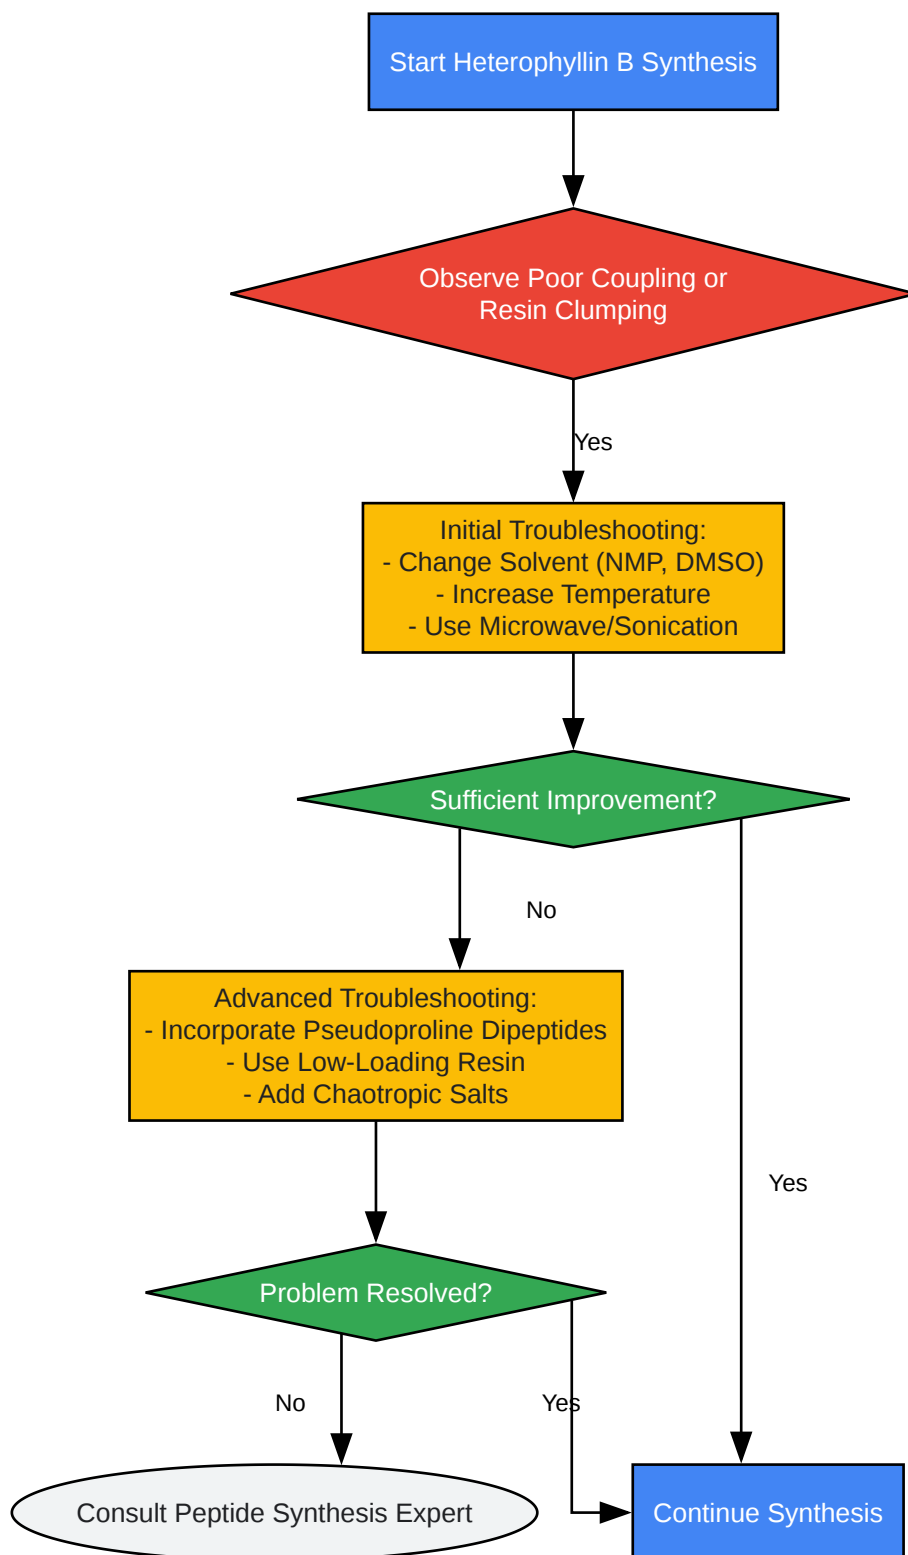 Start Heterophyllin B Synthesis
Observe Poor Coupling or
Resin Clumping
Yes
Initial Troubleshooting:
- Change Solvent (NMP, DMSO)
- Increase Temperature
- Use Microwave/Sonication
Sufficient Improvement?
No
Advanced Troubleshooting:
- Incorporate Pseudoproline Dipeptides
- Use Low-Loading Resin
- Add Chaotropic Salts
Yes
Problem Resolved?
No
Yes
Consult Peptide Synthesis Expert
Continue Synthesis